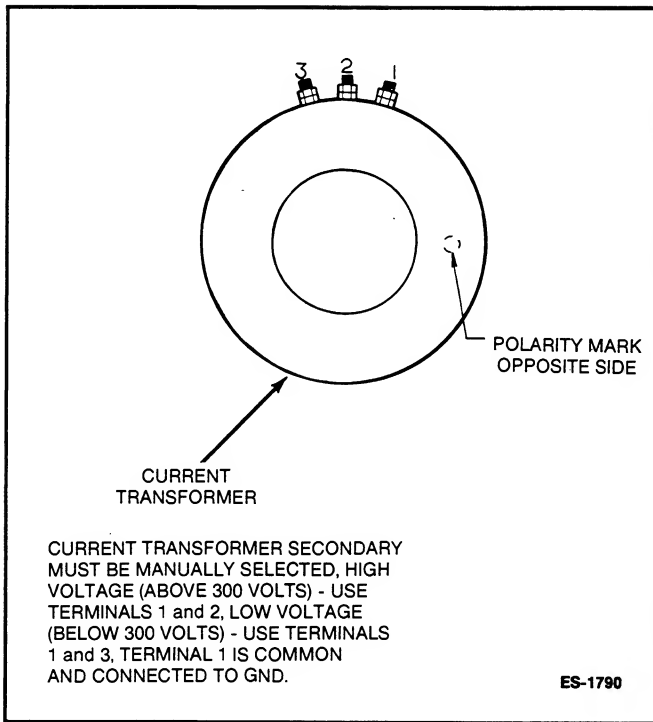 3 2 1
POLARITY MARK
OPPOSITE SIDE
CURRENT
TRANSFORMER
CURRENT TRANSFORMER SECONDARY
MUST BE MANUALLY SELECTED, HIGH
VOLTAGE (ABOVE 300 VOLTS) - USE
TERMINALS 1 and 2, LOW VOLTAGE
(BELOW 300 VOLTS) - USE TERMINALS
1 and 3, TERMINAL 1 IS COMMON
AND CONNECTED TO GND.
ES-1790